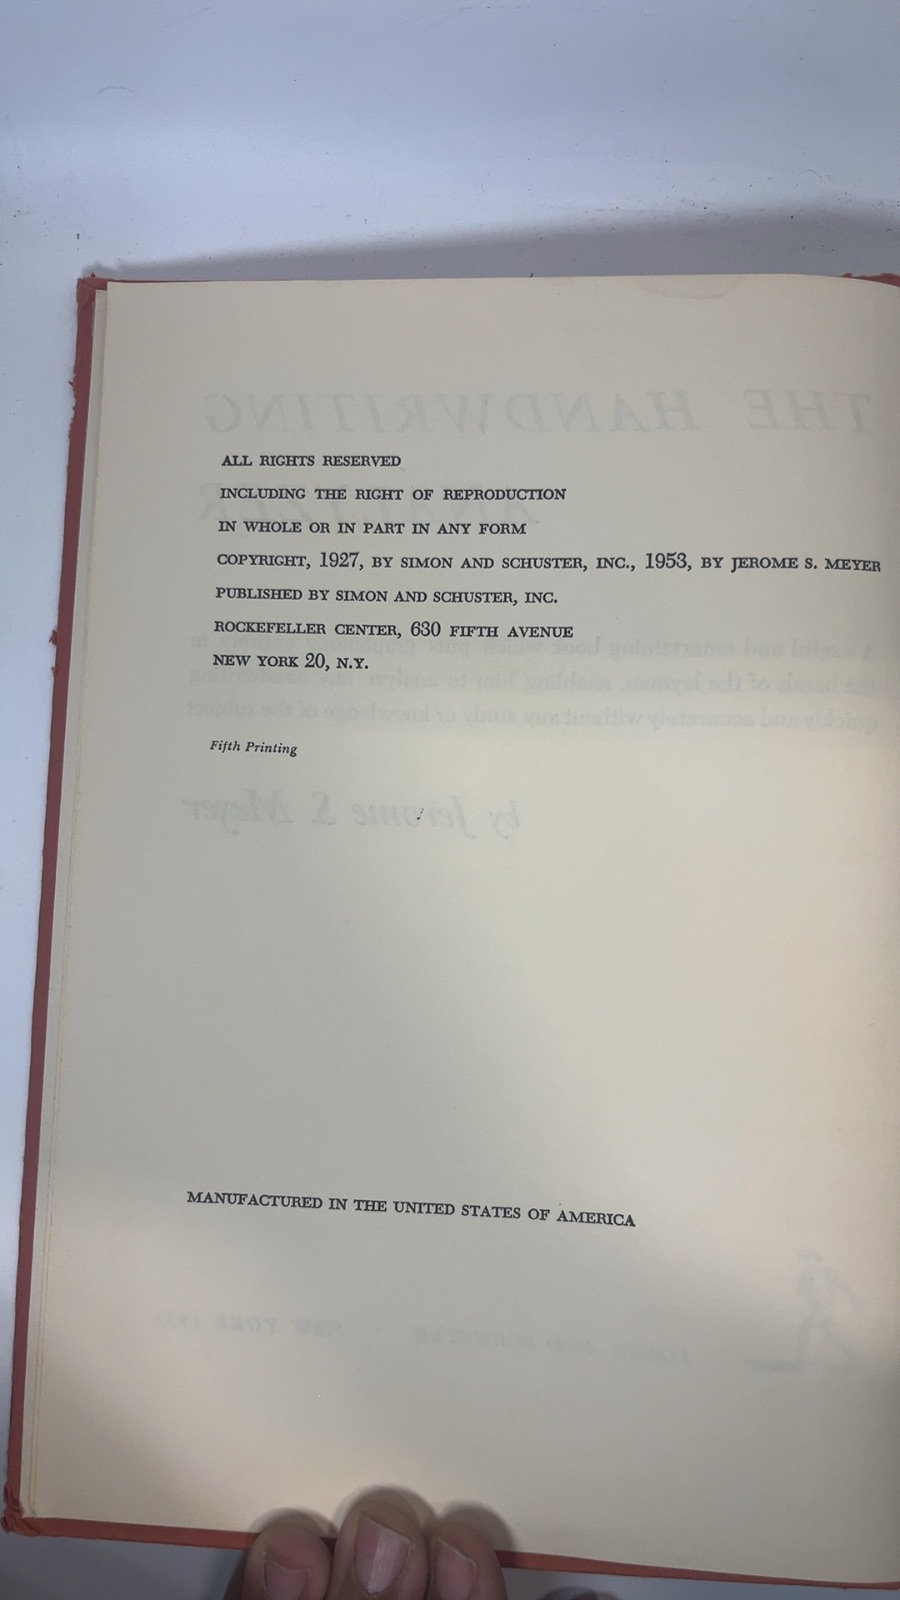 ALL RIGHTS RESERVED
INCLUDING THE RIGHT OF REPRODUCTION
IN WHOLE OR IN PART IN ANY FORM
COPYRIGHT, 1927, BY SIMON AND SCHUSTER, INC., 1953, BY JEROME S. MEYER
PUBLISHED BY SIMON AND SCHUSTER, INC.
ROCKEFELLER CENTER, 630 FIFTH AVENUE
NEW YORK 20, N.Y.
Fifth Printing
MANUFACTURED IN THE UNITED STATES OF AMERICA